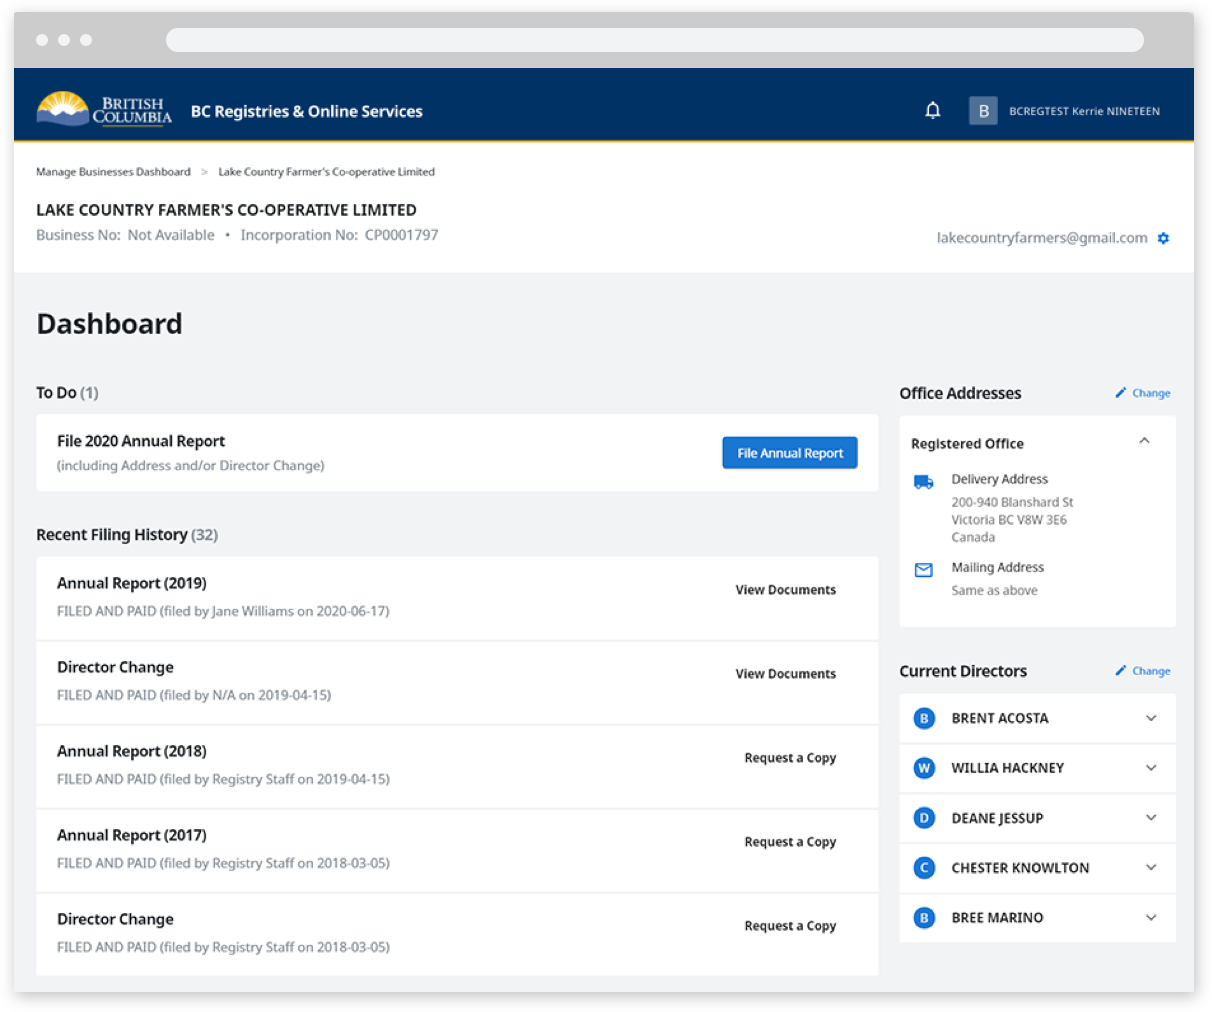 BRITISH
COLUMBIA
BC Registries & Online Services
B
BCREGTEST Kerrie NINETEEN
Manage Businesses Dashboard > Lake Country Farmer's Co-operative Limited
LAKE COUNTRY FARMER'S CO-OPERATIVE LIMITED
Business No: Not Available • Incorporation No: CP0001797
lakecountryfarmers@gmail.com
Dashboard
To Do (1)
File 2020 Annual Report
(including Address and/or Director Change)
File Annual Report
Recent Filing History (32)
Annual Report (2019)
FILED AND PAID (filed by Jane Williams on 2020-06-17)
View Documents
Director Change
FILED AND PAID (filed by N/A on 2019-04-15)
View Documents
Annual Report (2018)
FILED AND PAID (filed by Registry Staff on 2019-04-15)
Request a Copy
Annual Report (2017)
FILED AND PAID (filed by Registry Staff on 2018-03-05)
Request a Copy
Director Change
FILED AND PAID (filed by Registry Staff on 2018-03-05)
Request a Copy
Office Addresses
Change
Registered Office
Delivery Address
200-940 Blanshard St
Victoria BC V8W 3E6
Canada
Mailing Address
Same as above
Current Directors
Change
B BRENT ACOSTA
W WILLIA HACKNEY
D DEANE JESSUP
C CHESTER KNOWLTON
B BREE MARINO